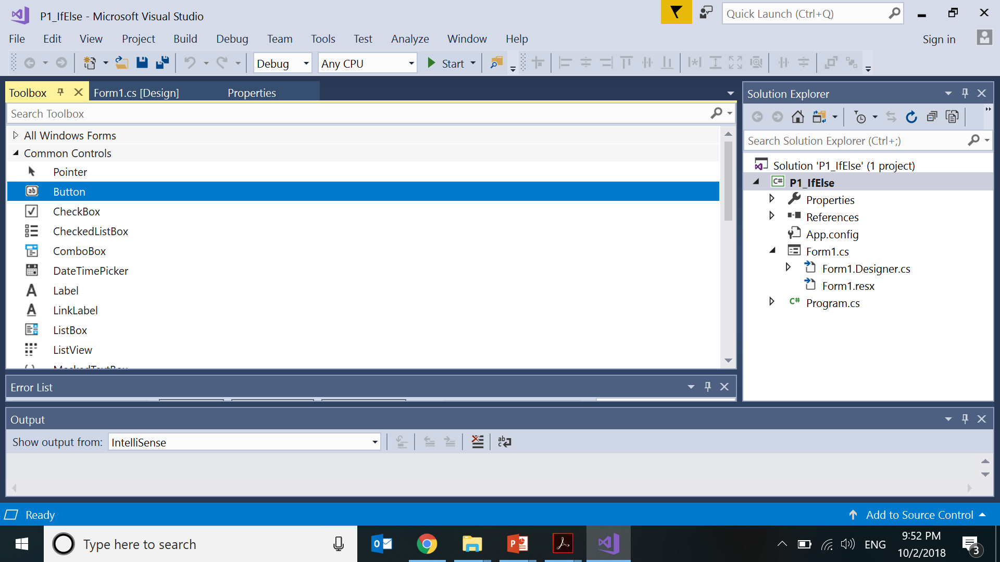 P1_IfElse - Microsoft Visual Studio
Quick Launch (Ctrl+Q)
File Edit View Project Build Debug Team Tools Test Analyze Window Help
Sign in
Debug Any CPU Start
Toolbox Form1.cs [Design] Properties
Search Toolbox
All Windows Forms
Common Controls
Pointer
ab Button
CheckBox
CheckedListBox
ComboBox
DateTimePicker
A Label
A LinkLabel
ListBox
ListView
MaskedTextBox
Error List
Output
Show output from: IntelliSense
Solution Explorer
Search Solution Explorer (Ctrl+;)
Solution 'P1_IfElse' (1 project)
C# P1_IfElse
Properties
References
App.config
Form1.cs
Form1.Designer.cs
Form1.resx
C# Program.cs
Ready
Add to Source Control
Type here to search
ENG
9:52 PM
10/2/2018
3